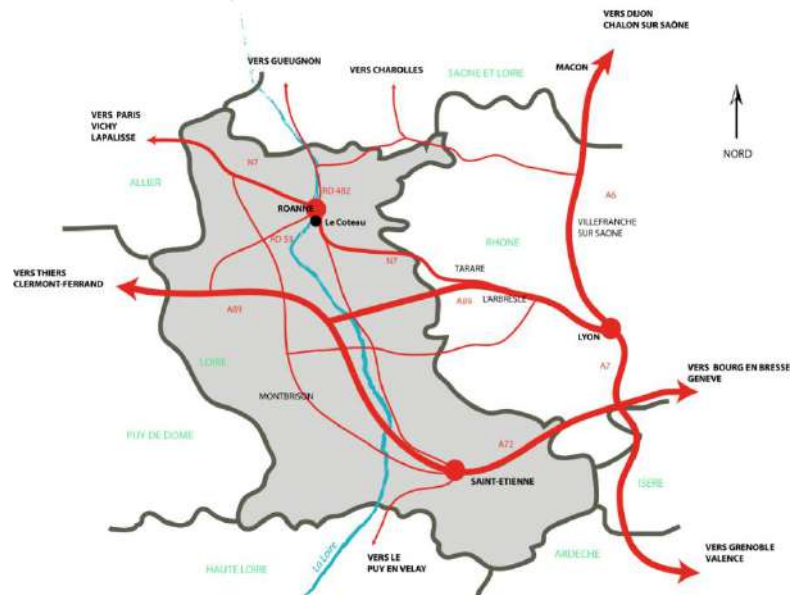 VERS DIJON
CHALON SUR SAÔNE
VERS GUEUGNON
VERS CHAROLLES
SAONE ET LOIRE
MACON
VERS PARIS
VICHY
LAPALISSE
NORD
N7
ALLIER
RD 482
A6
ROANNE
Le Coteau
VILLEFRANCHE
SUR SAONE
RD 53
RHONE
N7
TARARE
VERS THIERS
CLERMONT-FERRAND
A89
A89
L'ARBRESLE
LYON
LOIRE
A7
VERS BOURG EN BRESSE
GENEVE
MONTBRISON
PUY DE DOME
A72
SAINT-ETIENNE
ISERE
La Loire
VERS LE
PUY EN VELAY
HAUTE LOIRE
ARDECHE
VERS GRENOBLE
VALENCE